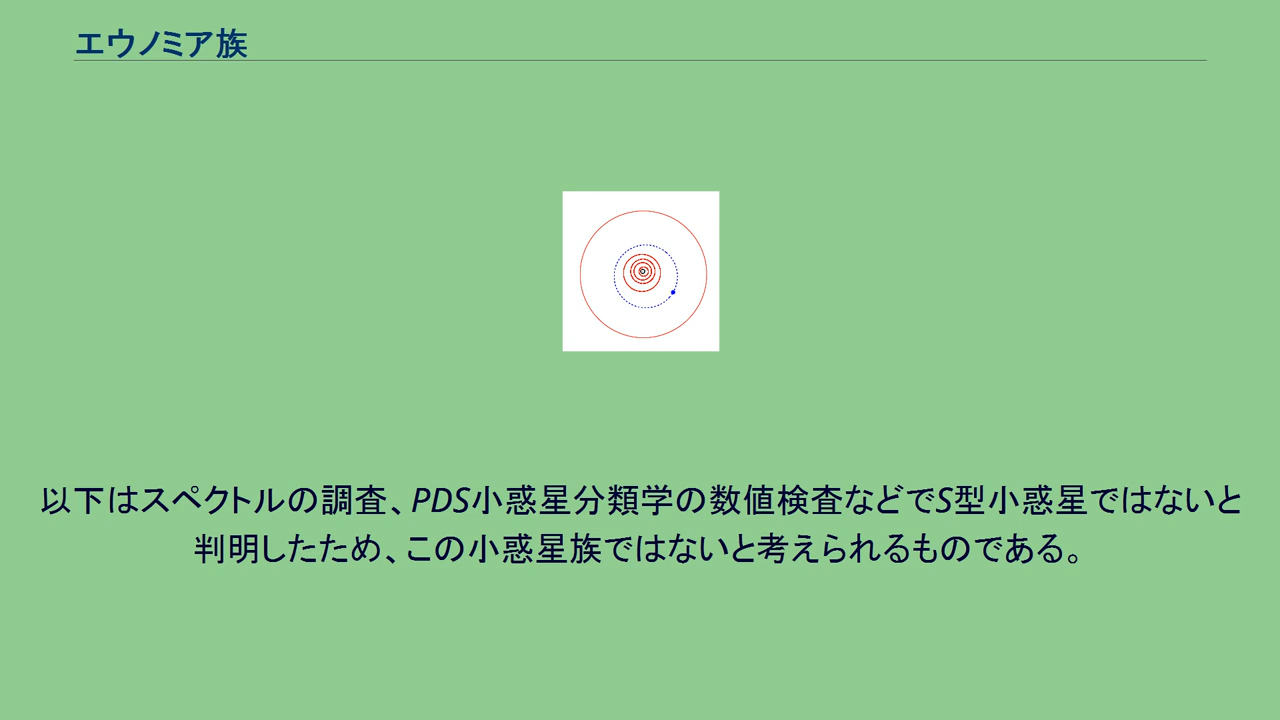 エウノミア族
以下はスペクトルの調査、PDS小惑星分類学の数値検査などでS型小惑星ではないと
判明したため、この小惑星族ではないと考えられるものである。